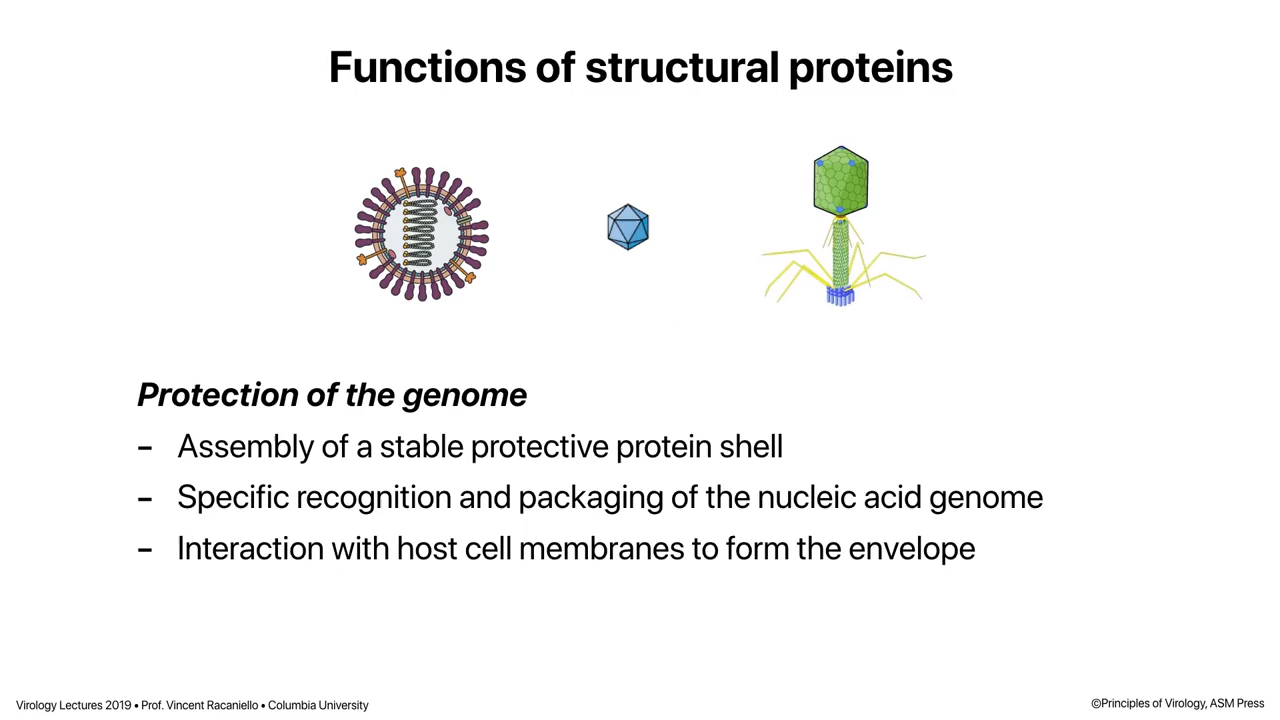 Functions of structural proteins
Protection of the genome
– Assembly of a stable protective protein shell
– Specific recognition and packaging of the nucleic acid genome
– Interaction with host cell membranes to form the envelope
Virology Lectures 2019 • Prof. Vincent Racaniello • Columbia University
©Principles of Virology, ASM Press